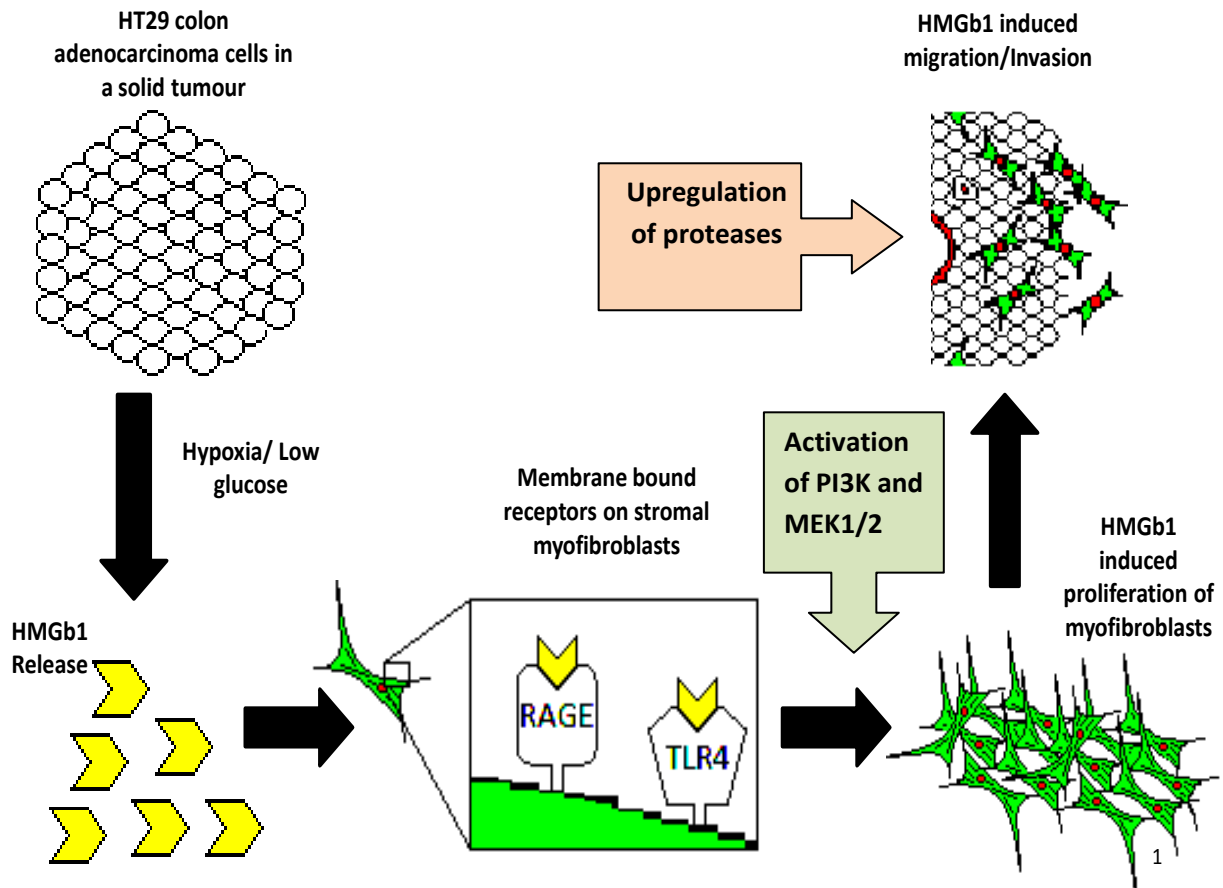 HT29 colon
adenocarcinoma cells in
a solid tumour
HMGb1 induced
migration/Invasion
Upregulation
of proteases
Hypoxia/ Low
glucose
Membrane bound
receptors on stromal
myofibroblasts
Activation
of PI3K and
MEK1/2
HMGb1
induced
proliferation of
myofibroblasts
HMGb1
Release
RAGE
TLR4
1